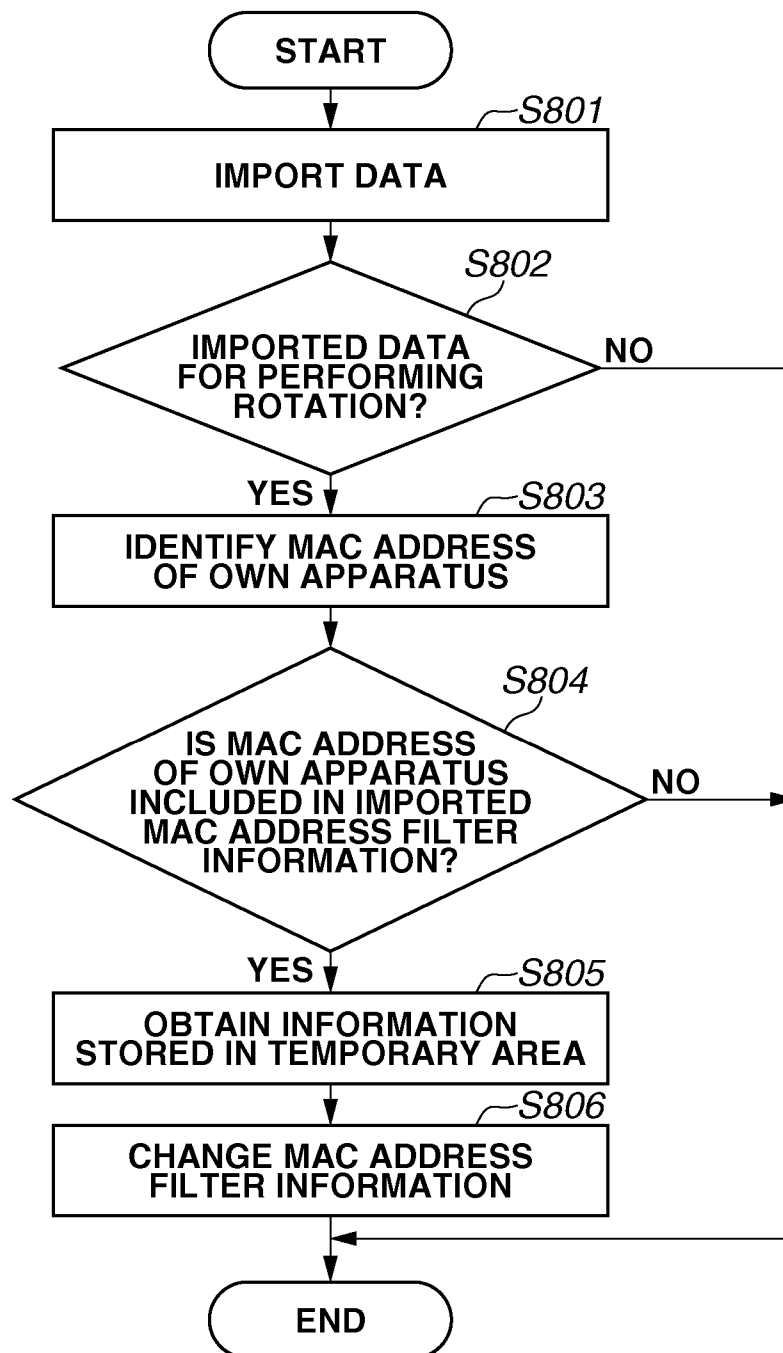 START
S801
IMPORT DATA
S802
IMPORTED DATA
FOR PERFORMING
ROTATION?
NO
YES
S803
IDENTIFY MAC ADDRESS
OF OWN APPARATUS
S804
IS MAC ADDRESS
OF OWN APPARATUS
INCLUDED IN IMPORTED
MAC ADDRESS FILTER
INFORMATION?
NO
YES
S805
OBTAIN INFORMATION
STORED IN TEMPORARY AREA
S806
CHANGE MAC ADDRESS
FILTER INFORMATION
END